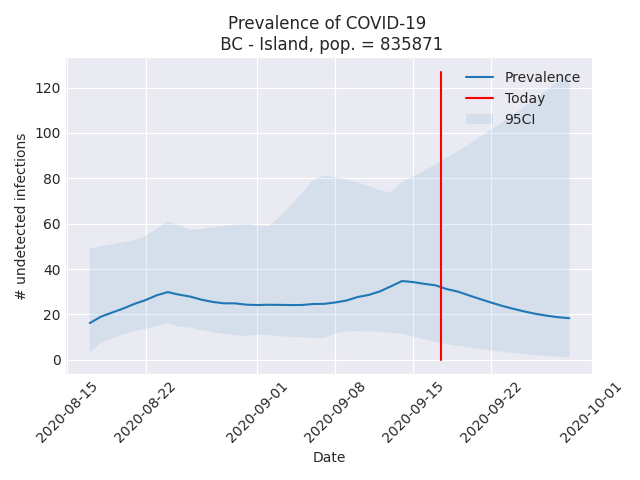 Prevalence of COVID-19
BC - Island, pop. = 835871
Prevalence
Today
95CI
# undetected infections
120
100
80
60
40
20
0
2020-08-15
2020-08-22
2020-09-01
2020-09-08
2020-09-15
2020-09-22
2020-10-01
Date